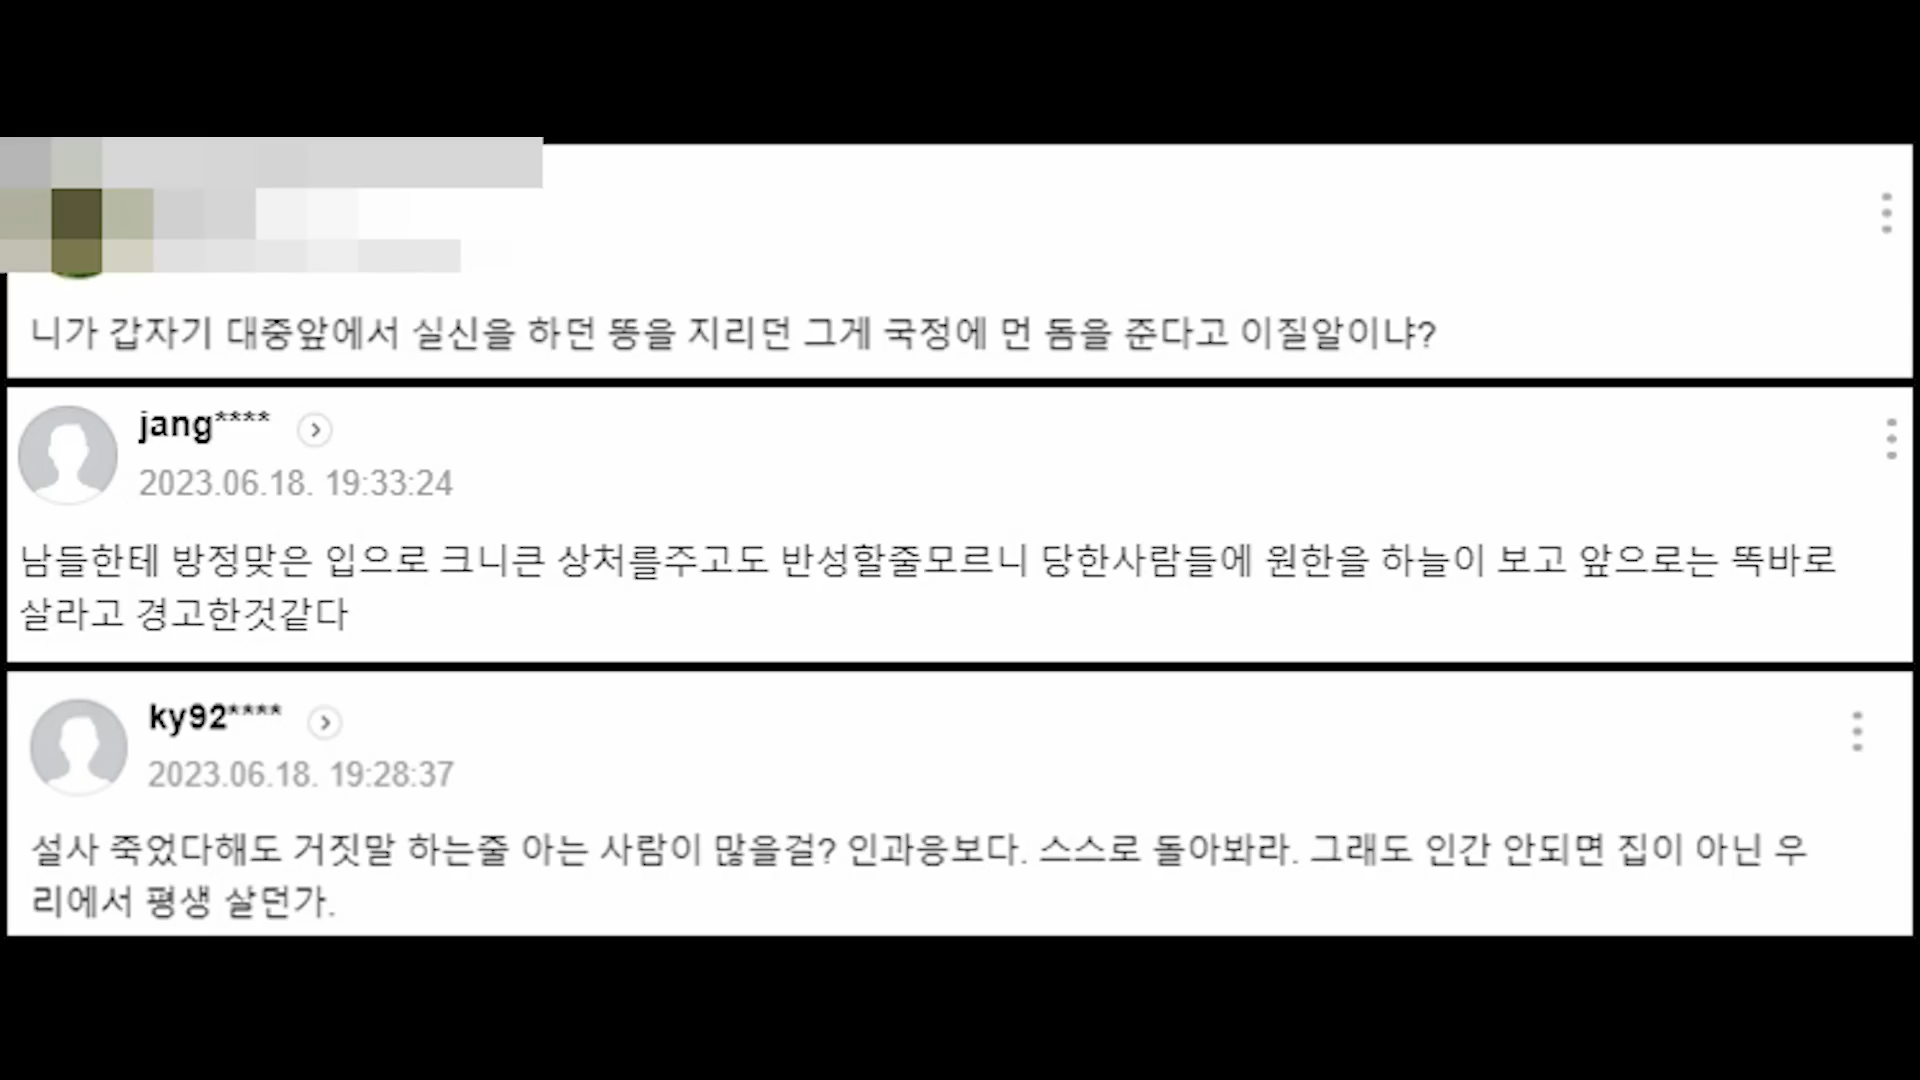 니가 갑자기 대중앞에서 실신을 하던 똥을 지리던 그게 국정에 먼 돔을 준다고 이질알이냐?
jang****
2023.06.18. 19:33:24
남들한테 방정맞은 입으로 크니큰 상처를주고도 반성할줄모르니 당한사람들에 원한을 하늘이 보고 앞으로는 똑바로
살라고 경고한것같다
ky92****
2023.06.18. 19:28:37
설사 죽었다해도 거짓말 하는줄 아는 사람이 많을걸? 인과응보다. 스스로 돌아봐라. 그래도 인간 안되면 집이 아닌 우
리에서 평생 살던가.